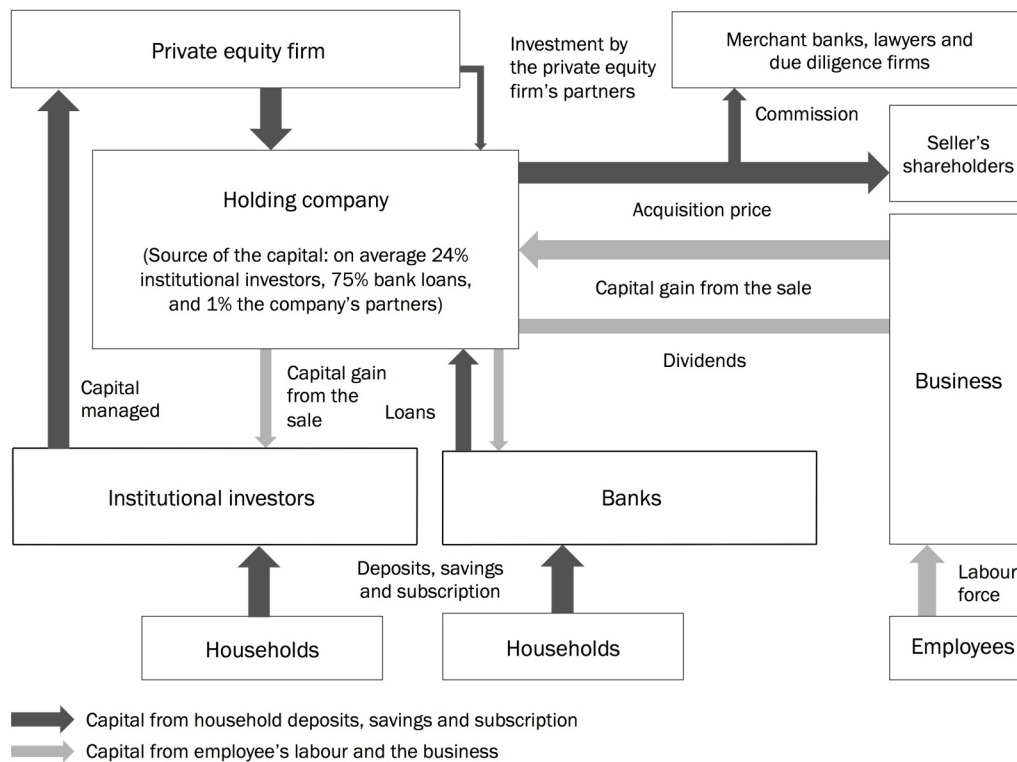 Private equity firm
Investment by
the private equity
firm's partners
Merchant banks, lawyers and
due diligence firms
Commission
Seller's
shareholders
Holding company
(Source of the capital: on average 24%
institutional investors, 75% bank loans,
and 1% the company's partners)
Acquisition price
Capital gain from the sale
Dividends
Business
Capital
managed
Capital gain
from the
sale
Loans
Institutional investors
Banks
Deposits, savings
and subscription
Labour
force
Households
Households
Employees
Capital from household deposits, savings and subscription
Capital from employee's labour and the business